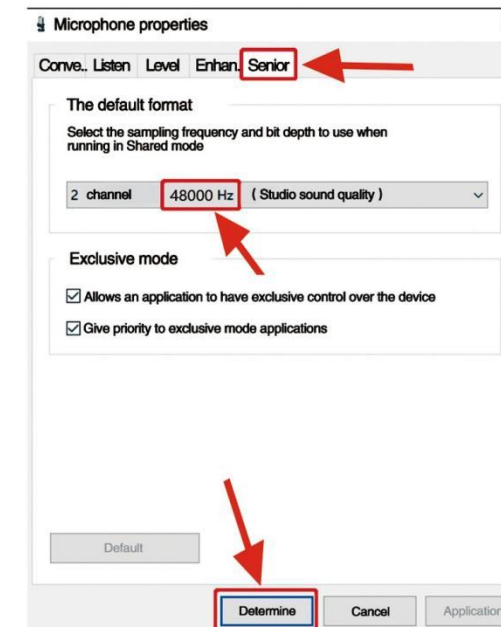 Microphone properties
Conve.. Listen Level Enhan. Senior
The default format
Select the sampling frequency and bit depth to use when
running in Shared mode
2 channel 48000 Hz ( Studio sound quality )
Exclusive mode
Allows an application to have exclusive control over the device
Give priority to exclusive mode applications
Default
Determine Cancel Application